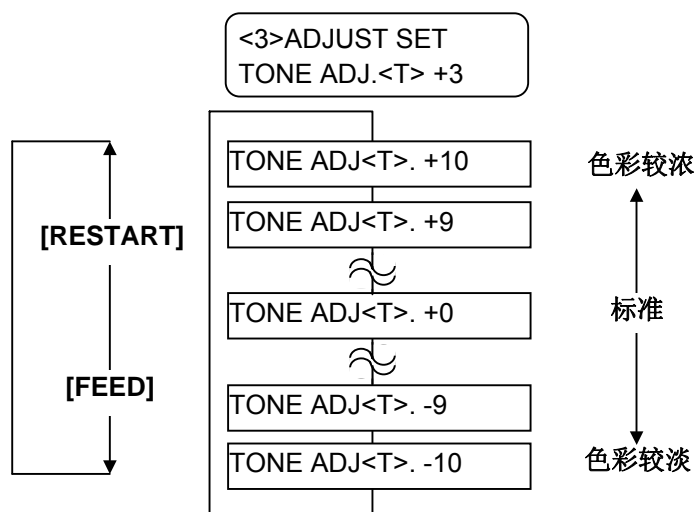 <3>ADJUST SET
TONE ADJ.<T> +3
TONE ADJ<T>. +10
色彩较浓
[RESTART]
TONE ADJ<T>. +9
TONE ADJ<T>. +0
标准
[FEED]
TONE ADJ<T>. -9
TONE ADJ<T>. -10
色彩较淡